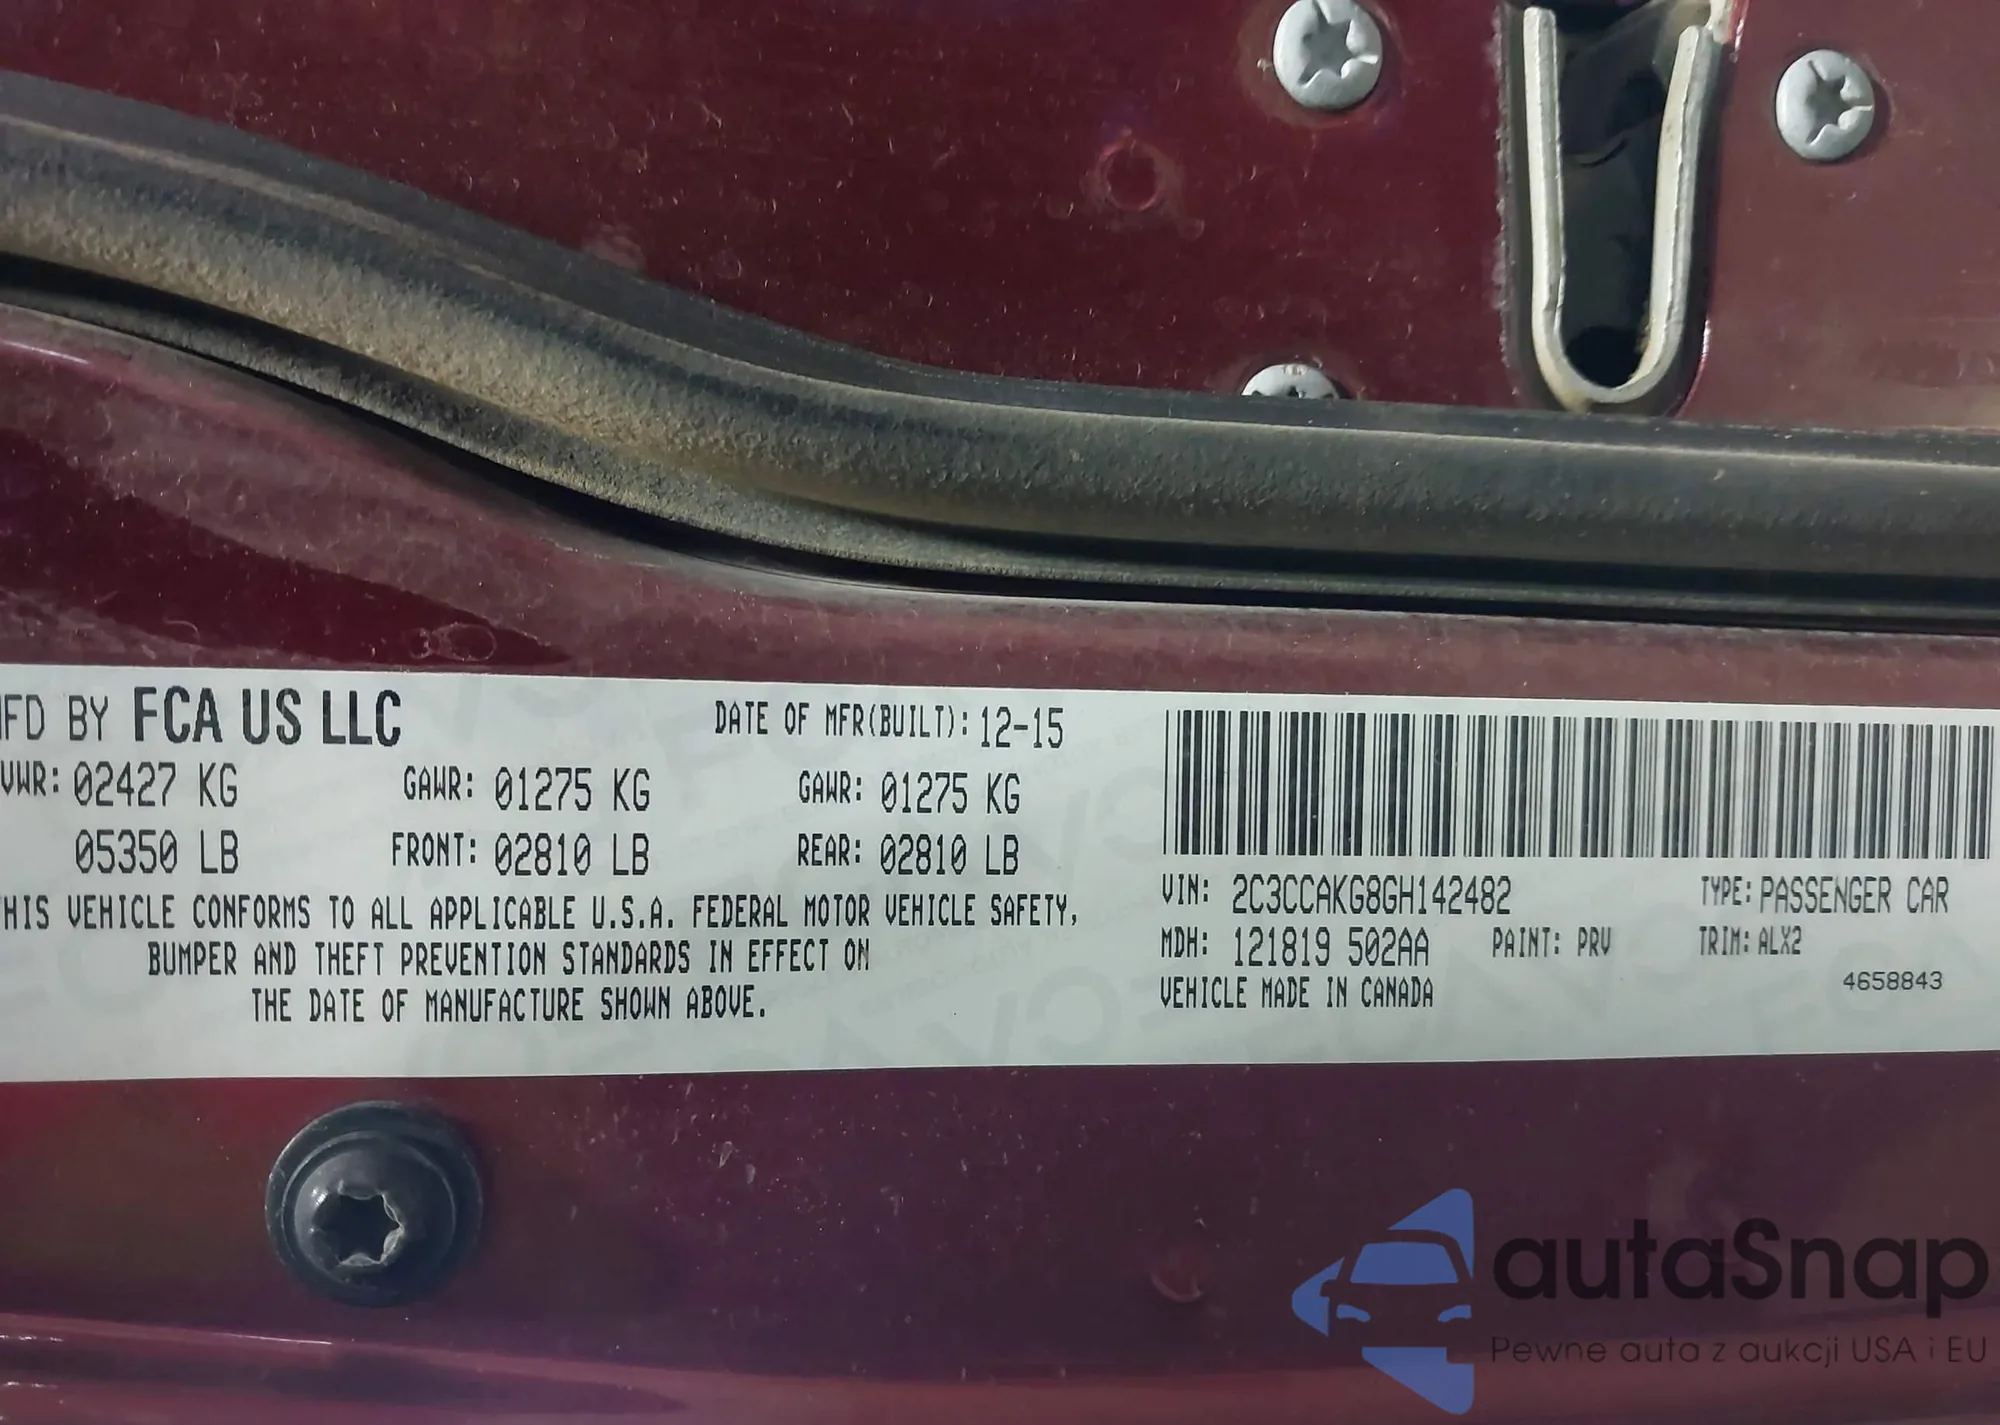 MFD BY FCA US LLC DATE OF MFR(BUILT): 12-15
VWR: 02427 KG GAWR: 01275 KG GAWR: 01275 KG
05350 LB FRONT: 02810 LB REAR: 02810 LB
THIS VEHICLE CONFORMS TO ALL APPLICABLE U.S.A. FEDERAL MOTOR VEHICLE SAFETY,
BUMPER AND THEFT PREVENTION STANDARDS IN EFFECT ON
THE DATE OF MANUFACTURE SHOWN ABOVE.
VIN: 2C3CCAKG8GH142482 TYPE: PASSENGER CAR
MDH: 121819 502AA PAINT: PRV TRIM: ALX2
VEHICLE MADE IN CANADA 4658843
autaSnap
Pewne auta z aukcji USA i EU